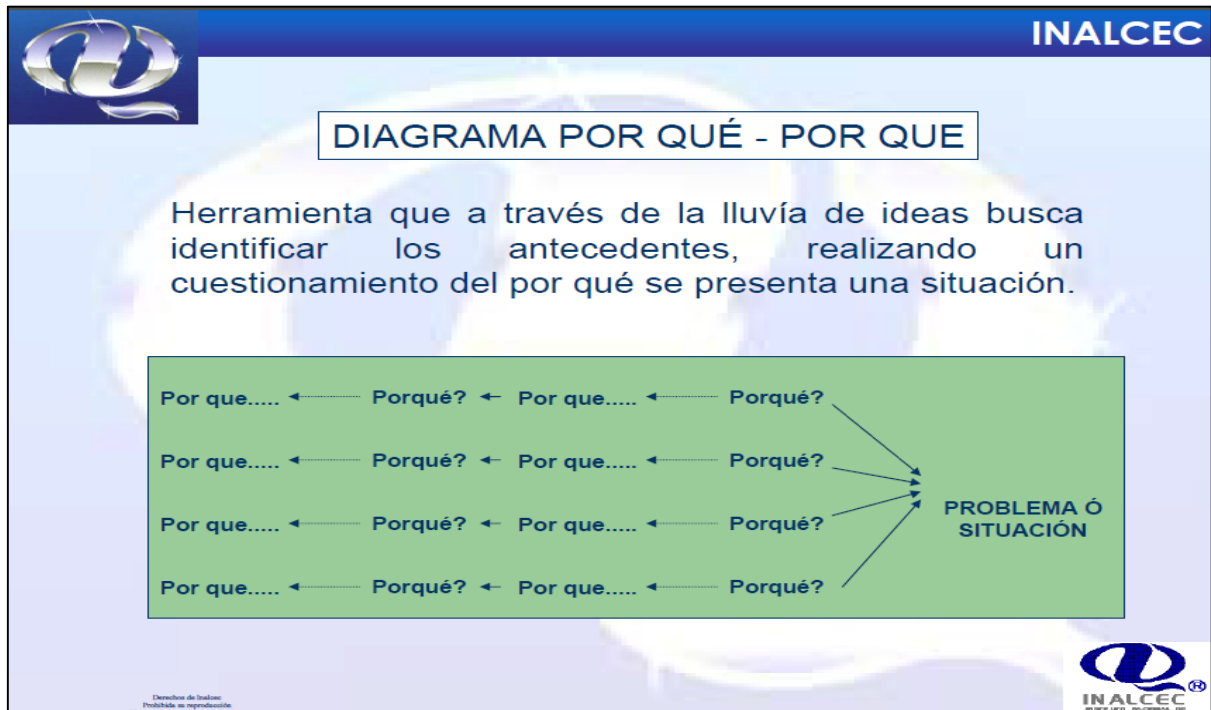 INALCEC
DIAGRAMA POR QUÉ - POR QUE
Herramienta que a través de la lluvía de ideas busca
identificar los antecedentes, realizando un
cuestionamiento del por qué se presenta una situación.
Por que..... Porqué? Por que..... Porqué?
Por que..... Porqué? Por que..... Porqué?
PROBLEMA Ó
SITUACIÓN
Por que..... Porqué? Por que..... Porqué?
Por que..... Porqué? Por que..... Porqué?
Derechos de Inalcec
Prohibida su reproducción
INALCEC